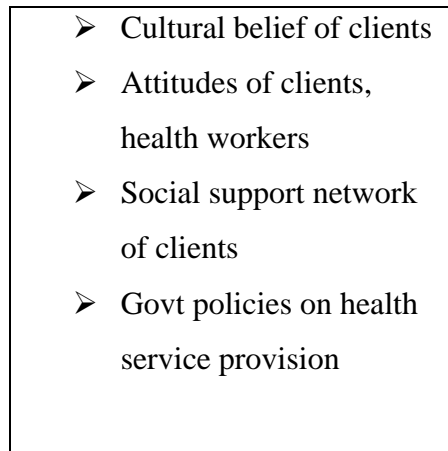 ➢ Cultural belief of clients
➢ Attitudes of clients,
health workers
➢ Social support network
of clients
➢ Govt policies on health
service provision